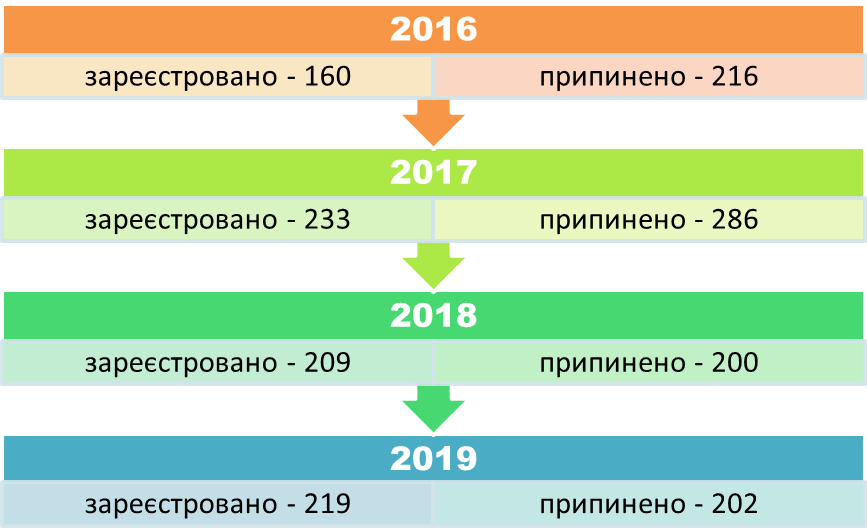 2016
зареєстровано - 160 припинено - 216
2017
зареєстровано - 233 припинено - 286
2018
зареєстровано - 209 припинено - 200
2019
зареєстровано - 219 припинено - 202